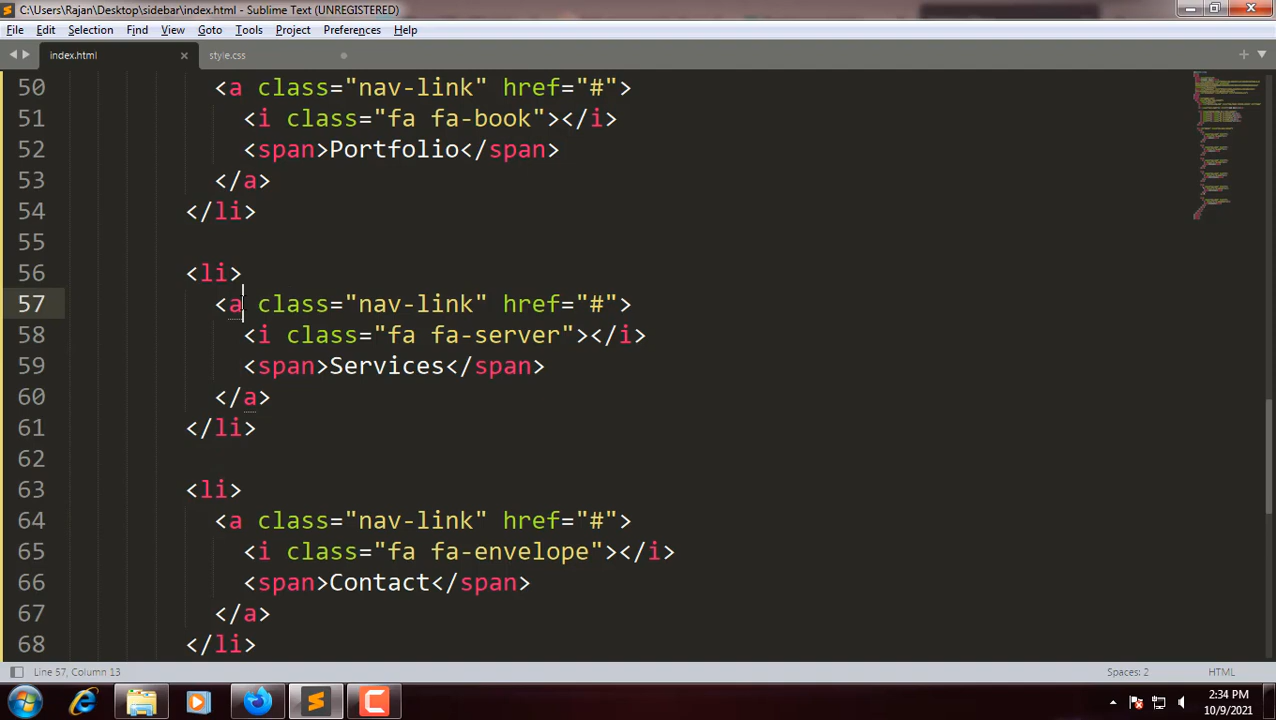 C:\Users\Rajan\Desktop\sidebar\index.html - Sublime Text (UNREGISTERED)
File Edit Selection Find View Goto Tools Project Preferences Help
index.html style.css
50 <a class="nav-link" href="#">
51 <i class="fa fa-book"></i>
52 <span>Portfolio</span>
53 </a>
54 </li>
55
56 <li>
57 <a class="nav-link" href="#">
58 <i class="fa fa-server"></i>
59 <span>Services</span>
60 </a>
61 </li>
62
63 <li>
64 <a class="nav-link" href="#">
65 <i class="fa fa-envelope"></i>
66 <span>Contact</span>
67 </a>
68 </li>
Line 57, Column 13 Spaces: 2 HTML
2:34 PM
10/9/2021